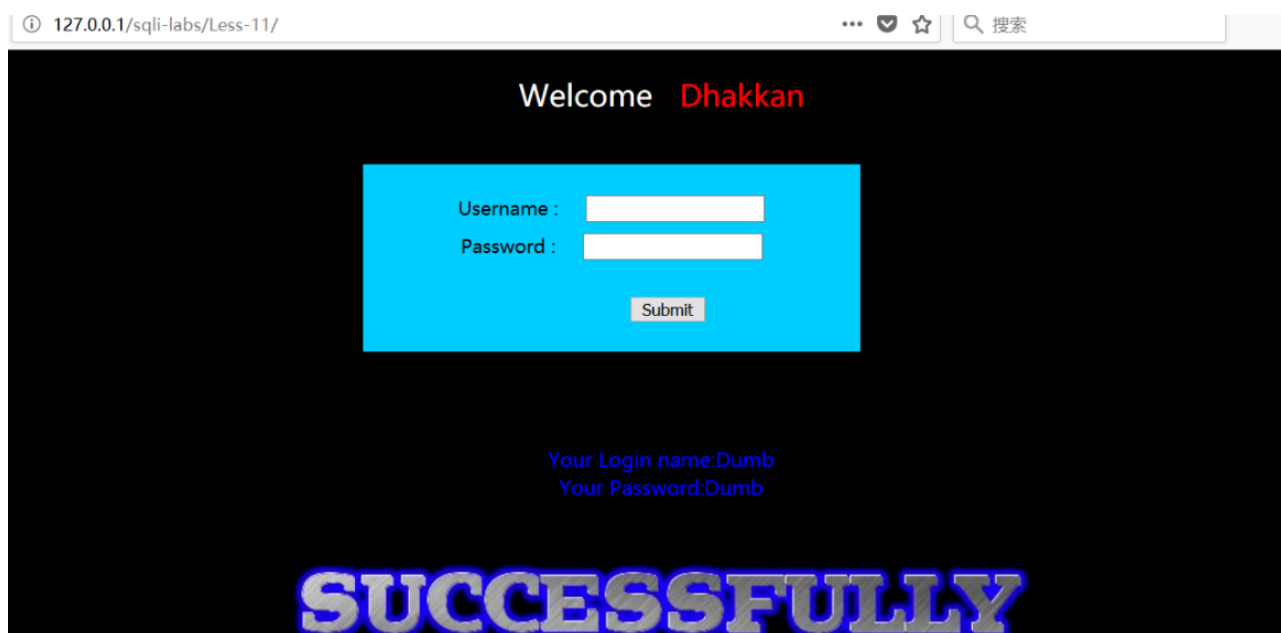 127.0.0.1/sqli-labs/Less-11/ 搜索
Welcome Dhakkan
Username :
Password :
Submit
Your Login name:Dumb
Your Password:Dumb
SUCCESSFULLY